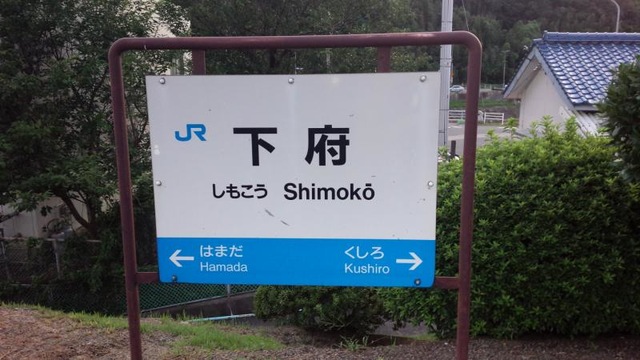 JR
下府
しもこう Shimokō
← はまだ くしろ →
Hamada Kushiro